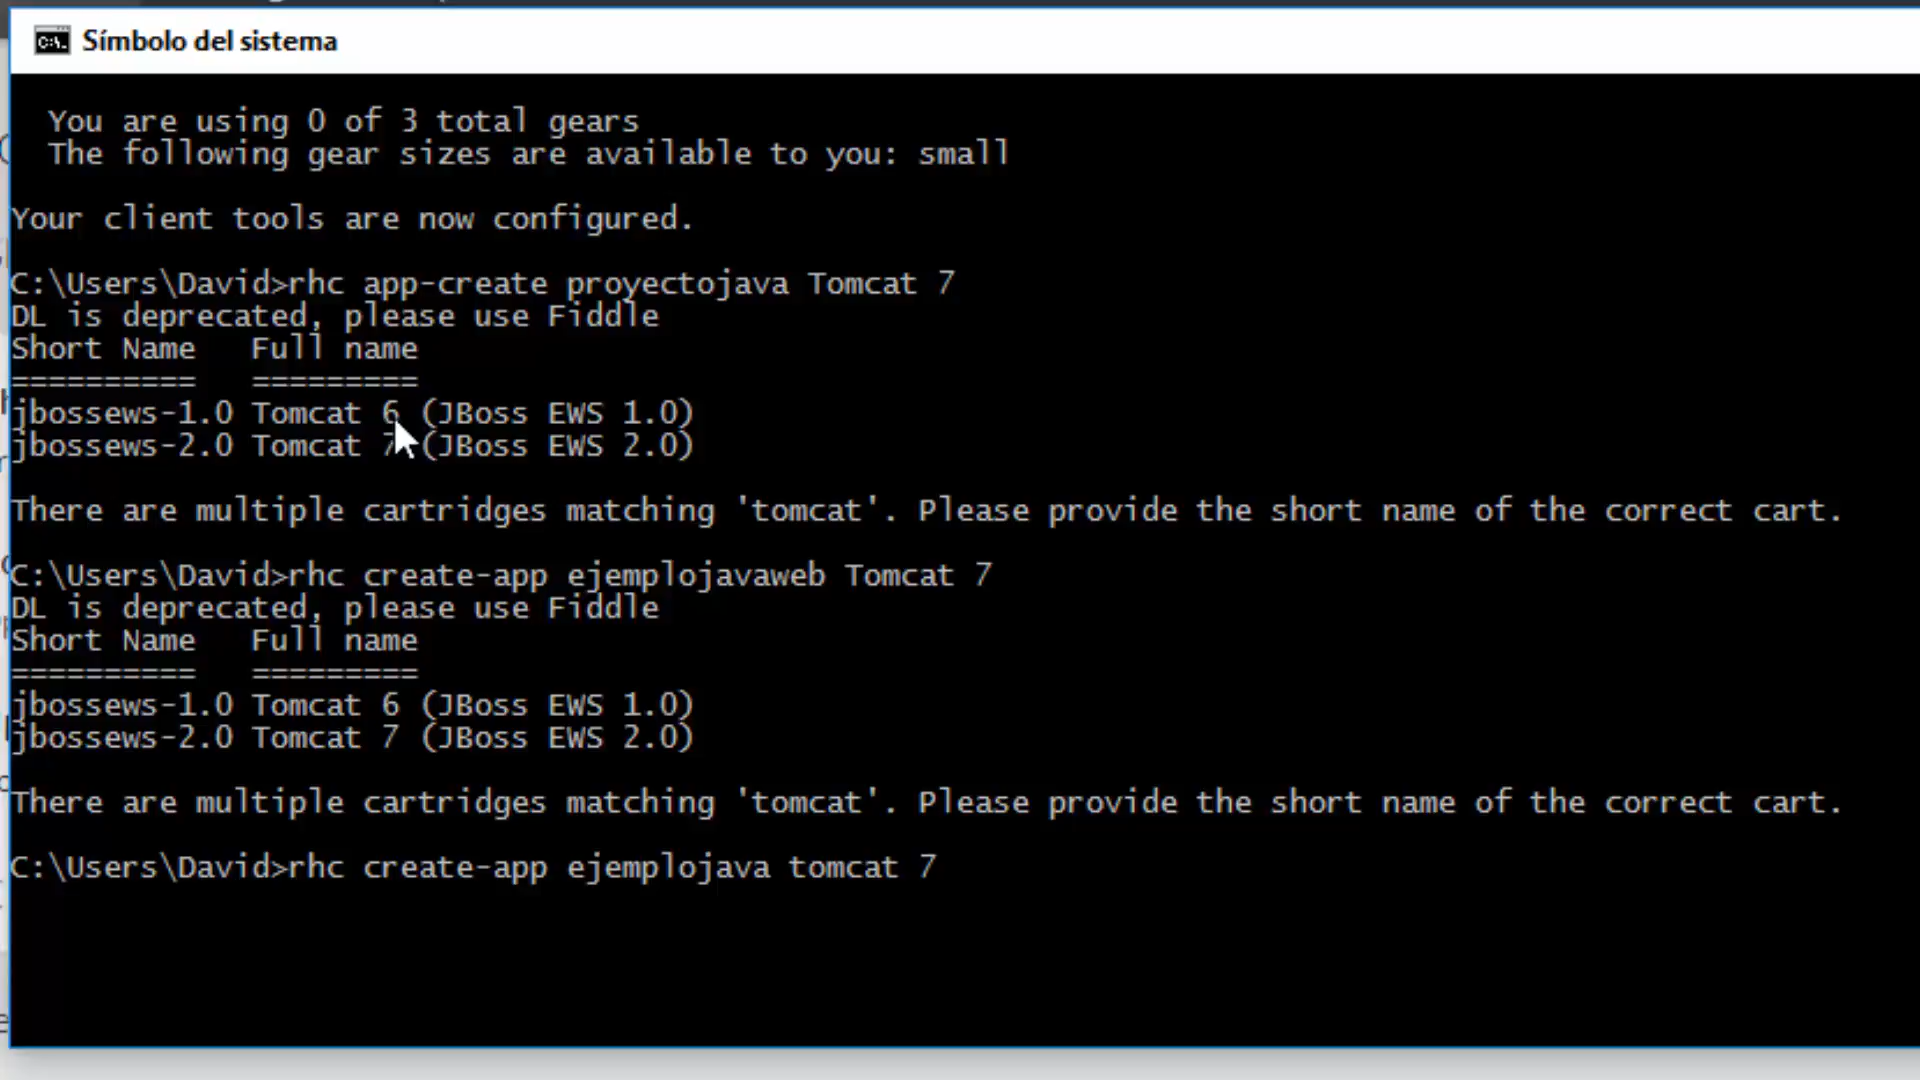 Símbolo del sistema
You are using 0 of 3 total gears
The following gear sizes are available to you: small
Your client tools are now configured.
C:\Users\David>rhc app-create proyectojava Tomcat 7
DL is deprecated, please use Fiddle
Short Name   Full name
==========   =========
jbossews-1.0 Tomcat 6 (JBoss EWS 1.0)
jbossews-2.0 Tomcat 7 (JBoss EWS 2.0)
There are multiple cartridges matching 'tomcat'. Please provide the short name of the correct cart.
C:\Users\David>rhc create-app ejemplojavaweb Tomcat 7
DL is deprecated, please use Fiddle
Short Name   Full name
==========   =========
jbossews-1.0 Tomcat 6 (JBoss EWS 1.0)
jbossews-2.0 Tomcat 7 (JBoss EWS 2.0)
There are multiple cartridges matching 'tomcat'. Please provide the short name of the correct cart.
C:\Users\David>rhc create-app ejemplojava tomcat 7